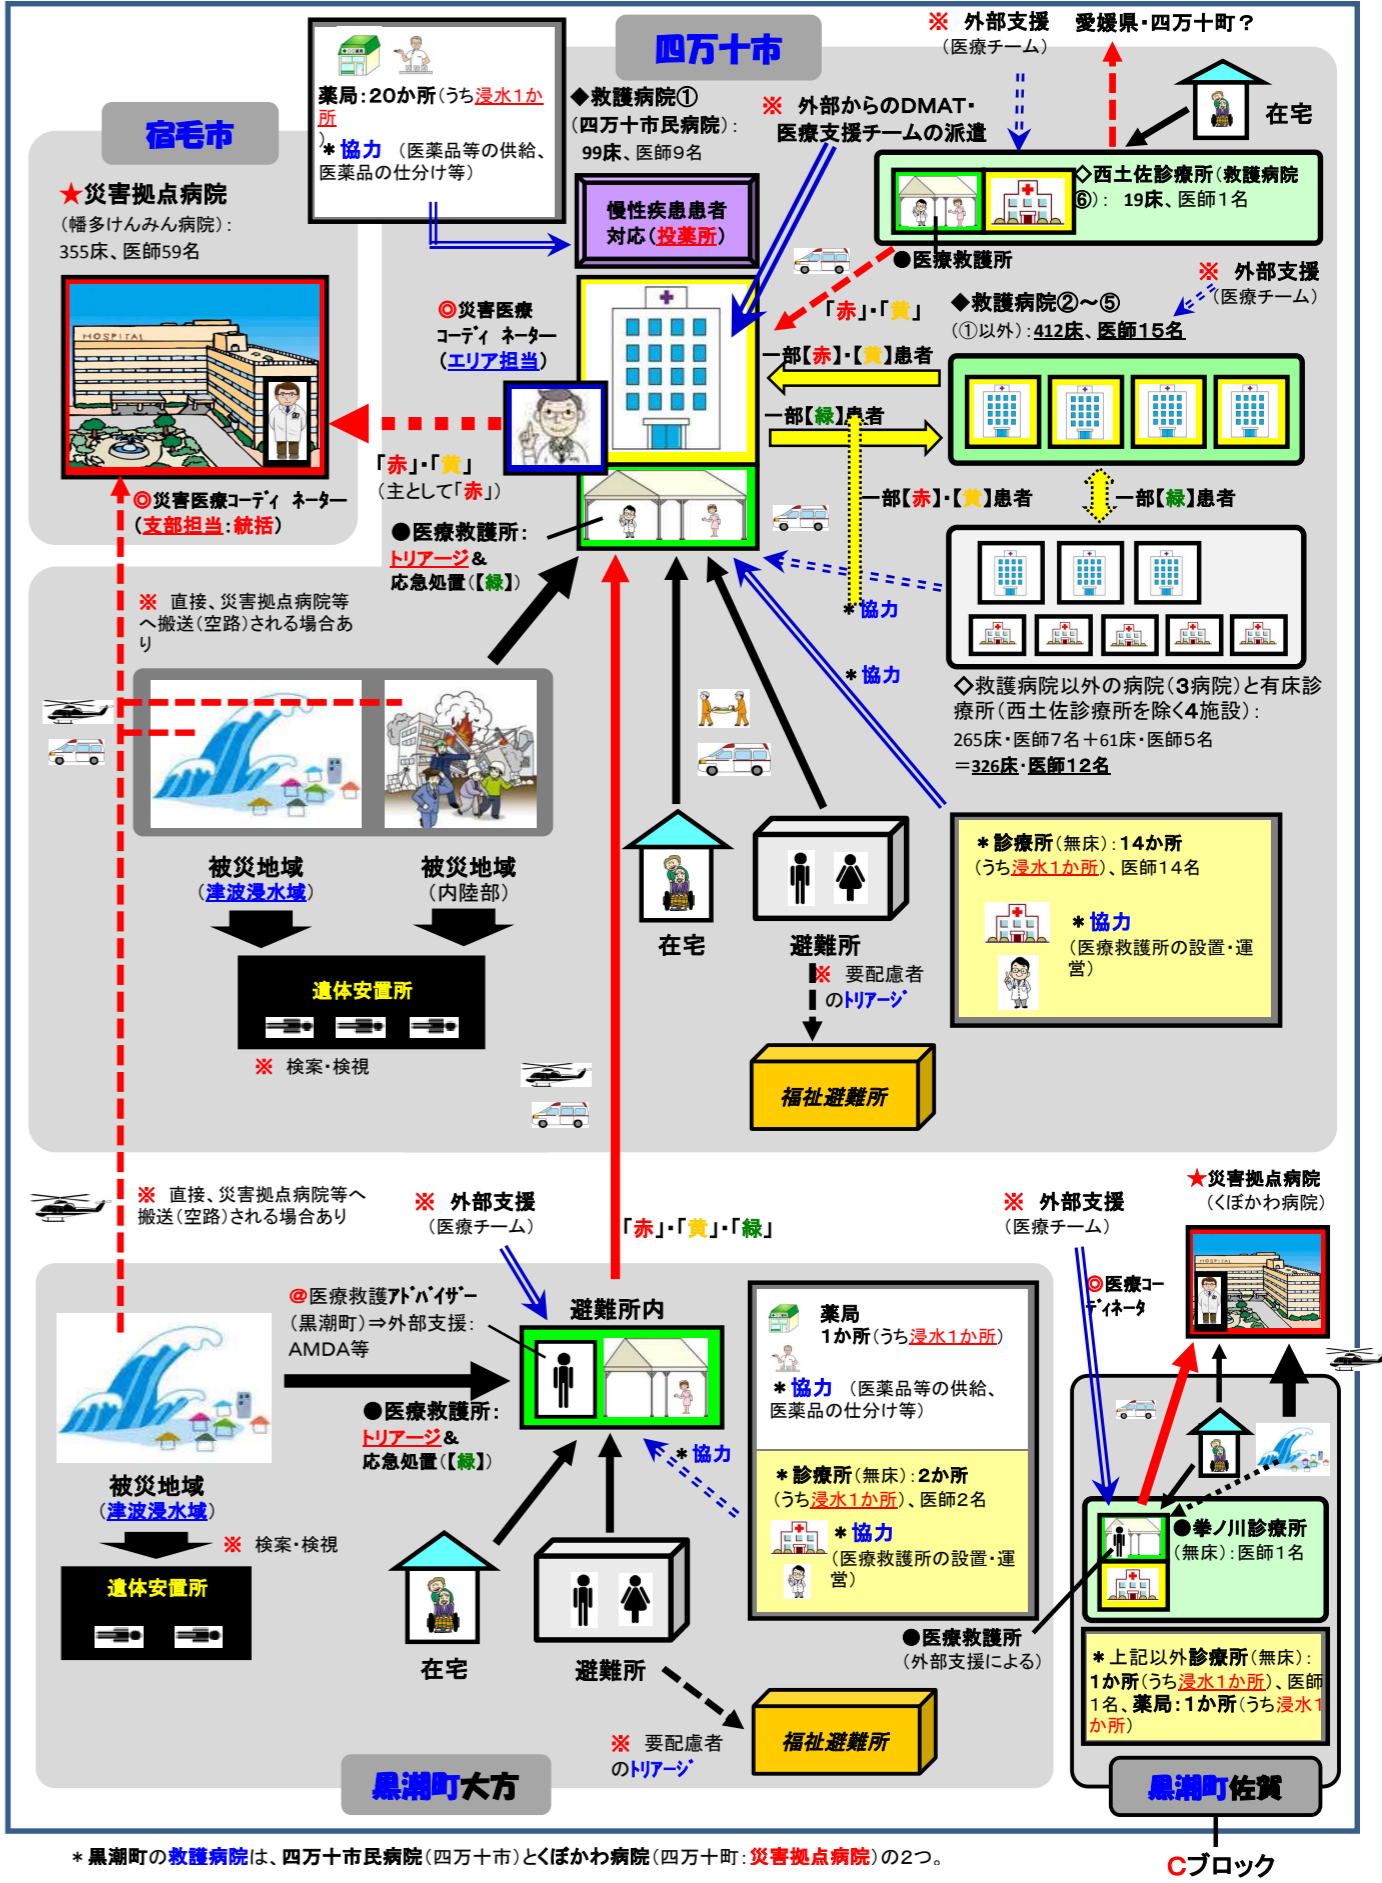 四万十市
※ 外部支援
(医療チーム)
愛媛県・四万十町？
在宅
薬局：20か所(うち浸水1か
所
)
＊協力 (医薬品等の供給、
医薬品の仕分け等)
◆救護病院①
(四万十市民病院)：
99床、医師９名
※ 外部からのDMAT・
医療支援チームの派遣
宿毛市
★災害拠点病院
(幡多けんみん病院)：
355床、医師59名
HOSPITAL
◎災害医療コーディ ネーター
(支部担当：統括)
慢性疾患患者
対応(投薬所)
◇西土佐診療所(救護病院
⑥)： 19床、医師１名
●医療救護所
「赤」・「黄」
※ 外部支援
(医療チーム)
◆救護病院②～⑤
(①以外)：412床、医師15名
◎災害医療
コーディ ネーター
(エリア担当)
一部【赤】・【黄】患者
一部【緑】患者
「赤」・「黄」
(主として「赤」)
一部【赤】・【黄】患者
一部【緑】患者
●医療救護所：
トリアージ＆
応急処置(【緑】)
＊協力
＊協力
◇救護病院以外の病院(3病院)と有床診
療所(西土佐診療所を除く4施設)：
265床・医師７名＋61床・医師５名
＝326床・医師１２名
※ 直接、災害拠点病院等
へ搬送(空路)される場合あ
り
被災地域
(津波浸水域)
被災地域
(内陸部)
遺体安置所
※ 検案・検視
在宅
避難所
※ 要配慮者
のトリアージ
福祉避難所
＊診療所(無床)：14か所
(うち浸水１か所)、医師１４名
＊協力
(医療救護所の設置・運
営)
※ 直接、災害拠点病院等へ
搬送(空路)される場合あり
※ 外部支援
(医療チーム)
「赤」・「黄」・「緑」
※ 外部支援
(医療チーム)
★災害拠点病院
(くぼかわ病院)
HOSPITAL
◎医療コー
ディネータ
＠医療救護アドバイザー
(黒潮町)⇒外部支援：
AMDA等
避難所内
●医療救護所：
トリアージ＆
応急処置(【緑】)
＊協力
薬局
1か所(うち浸水１か所)
＊協力 (医薬品等の供給、
医薬品の仕分け等)
＊診療所(無床)：2か所
(うち浸水１か所)、医師２名
＊協力
(医療救護所の設置・運
営)
被災地域
(津波浸水域)
※ 検案・検視
遺体安置所
在宅
避難所
※ 要配慮者
のトリアージ
福祉避難所
●拳ノ川診療所
(無床)：医師１名
●医療救護所
(外部支援による)
＊上記以外診療所(無床)：
1か所(うち浸水１か所)、医師
１名、薬局：1か所(うち浸水１
か所)
黒潮町大方
黒潮町佐賀
＊黒潮町の救護病院は、四万十市民病院(四万十市)とくぼかわ病院(四万十町：災害拠点病院)の２つ。
Cブロック